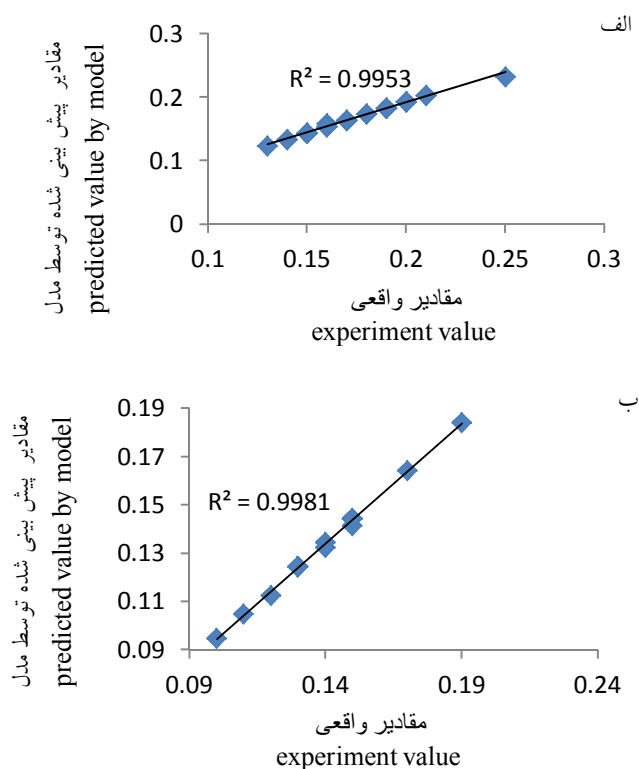 الف
مقادیر پیش بینی شده توسط مدل
predicted value by model
0.3
0.2
0.1
0
R² = 0.9953
0.1 0.15 0.2 0.25 0.3
مقادیر واقعی
experiment value
ب
مقادیر پیش بینی شده توسط مدل
predicted value by model
0.19
0.17
0.15
0.13
0.11
0.09
R² = 0.9981
0.09 0.14 0.19 0.24
مقادیر واقعی
experiment value